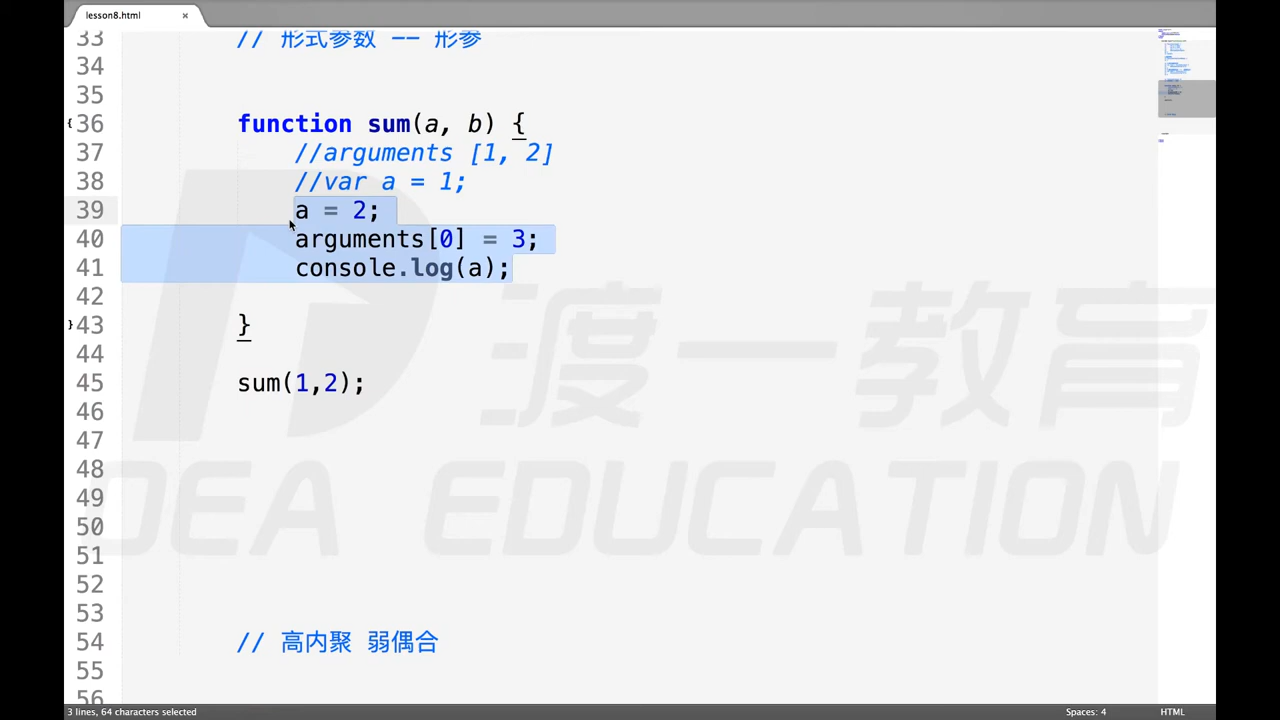 lesson8.html ×
33 // 形式参数 -- 形参
34
35
36 function sum(a, b) {
37 //arguments [1, 2]
38 //var a = 1;
39 a = 2;
40 arguments[0] = 3;
41 console.log(a);
42
43 }
44
45 sum(1,2);
46
47
48
49
50
51
52
53
54 // 高内聚 弱偶合
55
56
渡一教育
DEA EDUCATION
3 lines, 64 characters selected
Spaces: 4
HTML